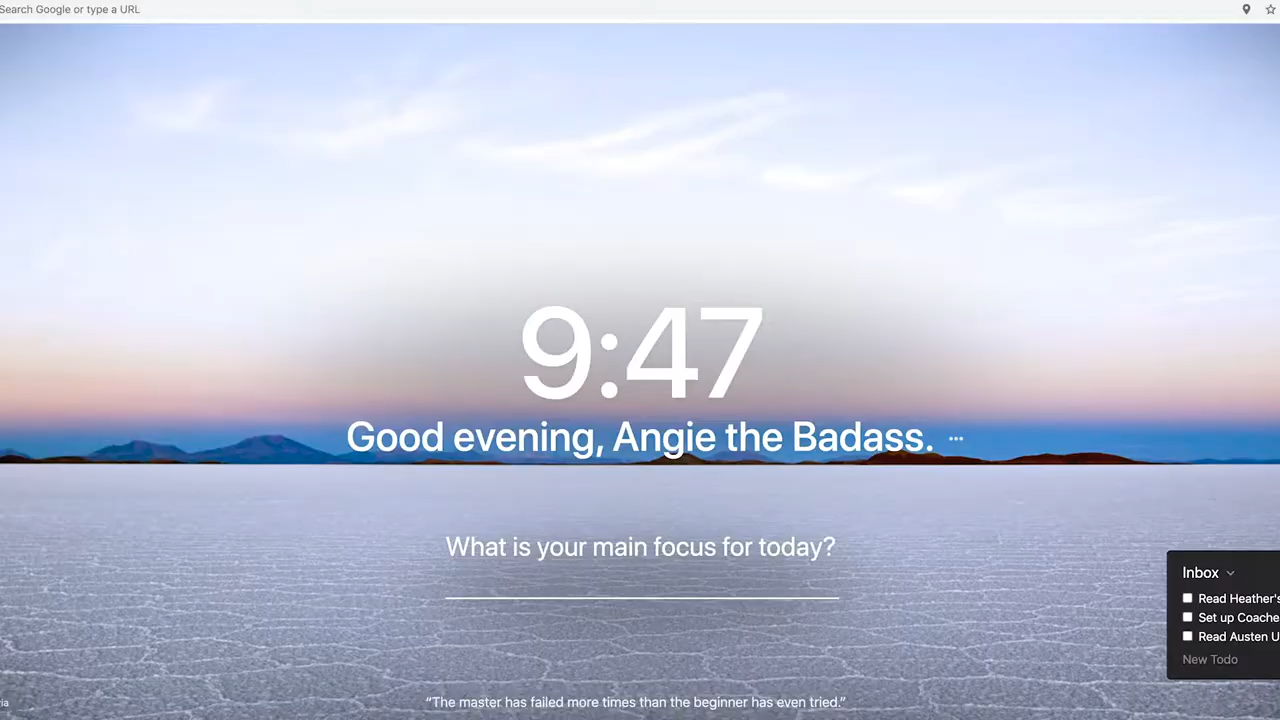 Search Google or type a URL
9:47
Good evening, Angie the Badass.
What is your main focus for today?
Inbox
Read Heather's
Set up Coache
Read Austen U
New Todo
"The master has failed more times than the beginner has even tried."